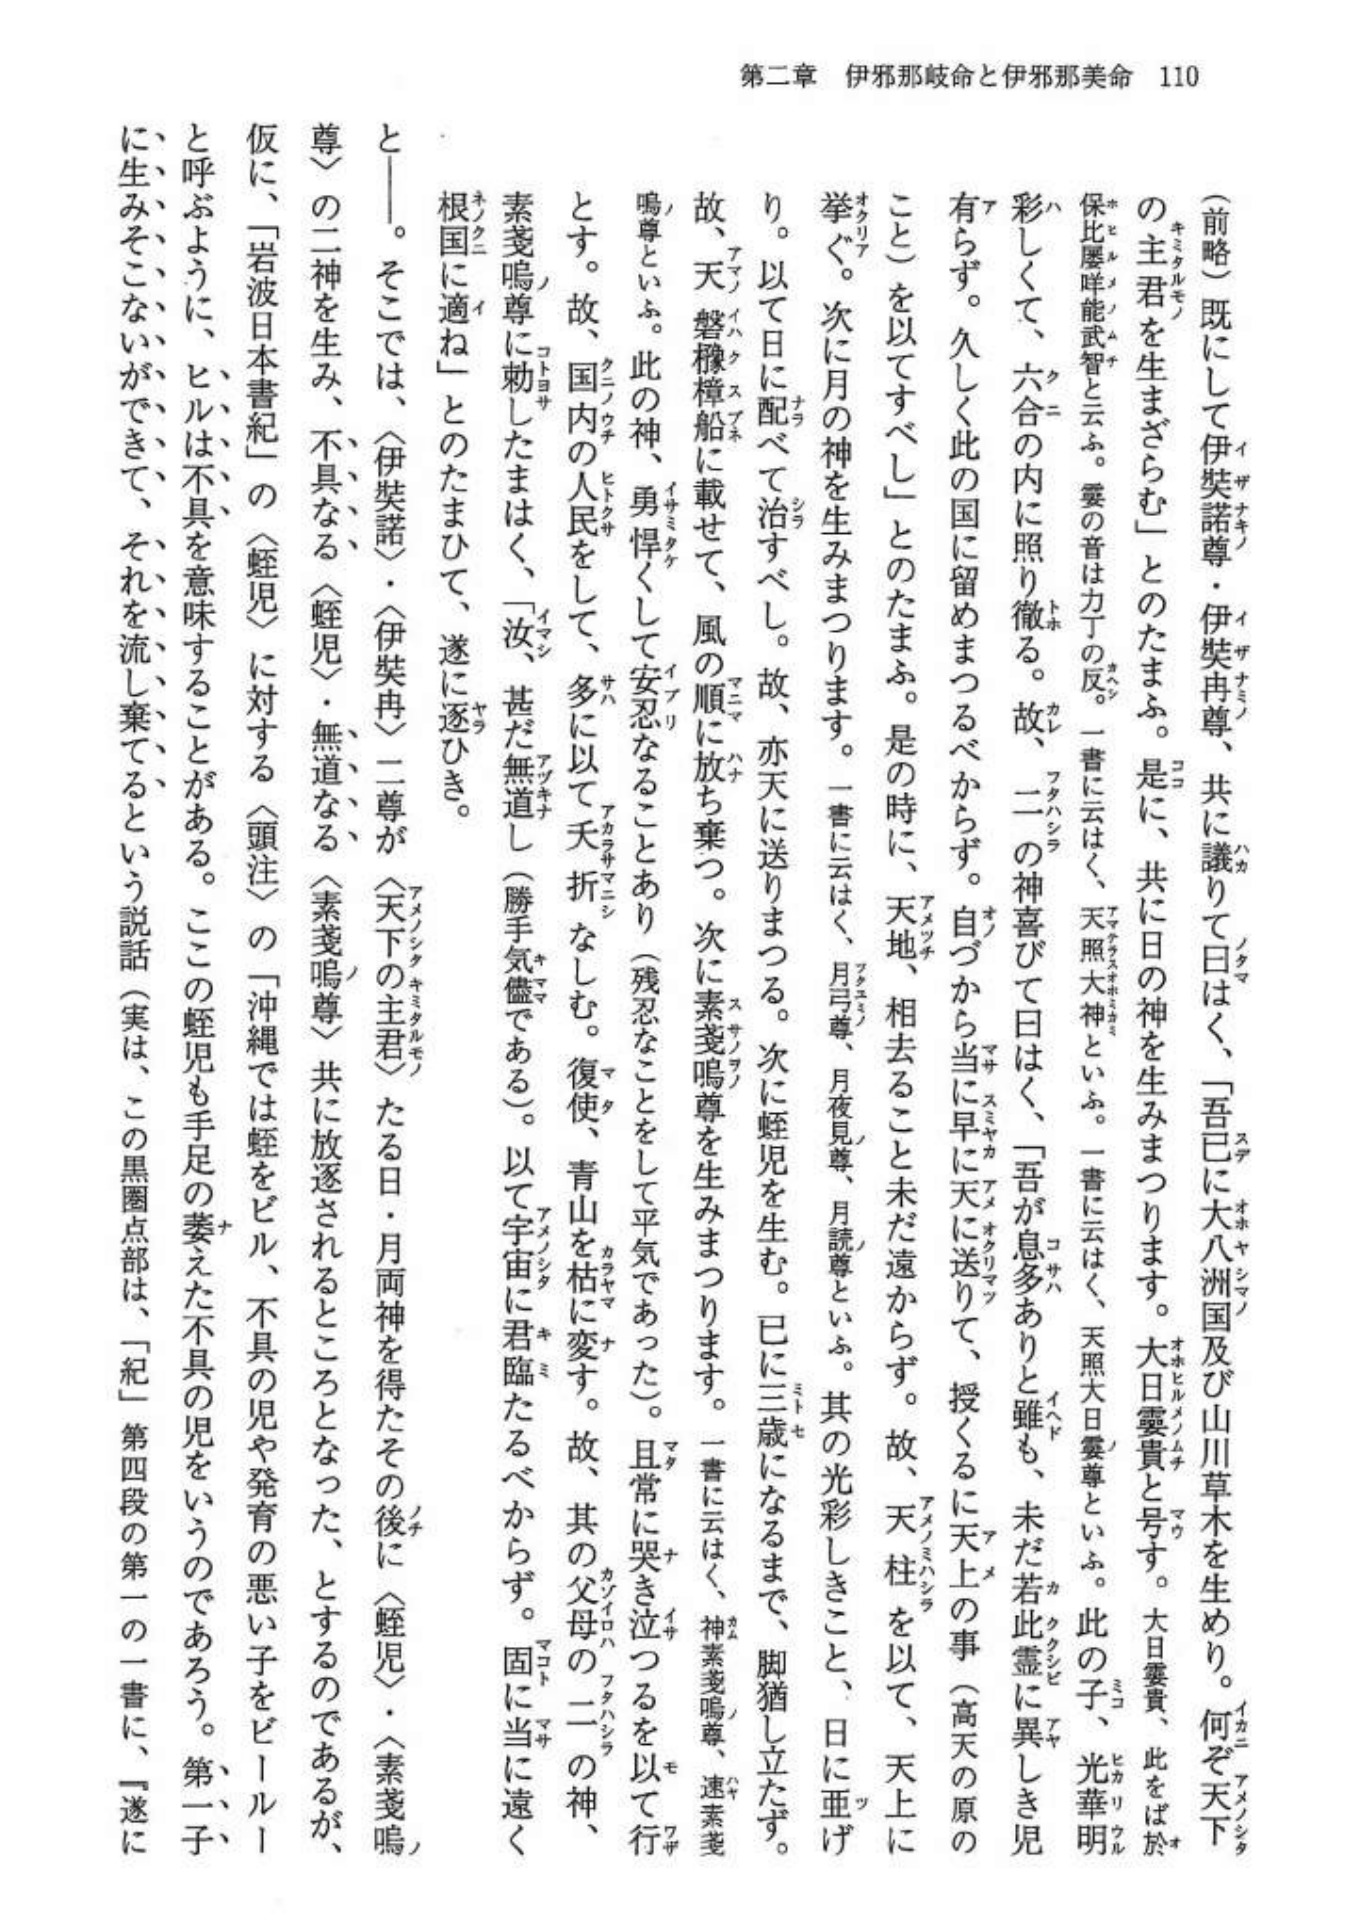 第二章　伊邪那岐命と伊邪那美命　110
（前略）既にして伊奘諾尊・伊奘冉尊、共に議りて曰はく、「吾已に大八洲国及び山川草木を生めり。何ぞ天下
の主君を生まざらむ」とのたまふ。是に、共に日の神を生みまつります。大日孁貴と号す。大日孁貴、此をば於
保比屢咩能武智と云ふ。孁の音は力丁の反。一書に云はく、天照大神といふ。一書に云はく、天照大日孁尊といふ。此の子、光華明
彩しくて、六合の内に照り徹る。故、二の神喜びて曰はく、「吾が息多ありと雖も、未だ若此霊に異しき児
有らず。久しく此の国に留めまつるべからず。自づから当に早に天に送りて、授くるに天上の事（高天の原の
こと）を以てすべし」とのたまふ。是の時に、天地、相去ること未だ遠からず。故、天柱を以て、天上に
挙ぐ。次に月の神を生みまつります。一書に云はく、月弓尊、月夜見尊、月読尊といふ。其の光彩しきこと、日に亜げ
り。以て日に配べて治すべし。故、亦天に送りまつる。次に蛭児を生む。已に三歳になるまで、脚猶し立たず。
故、天磐櫲樟船に載せて、風の順に放ち棄つ。次に素戔嗚尊を生みまつります。一書に云はく、神素戔嗚尊、速素戔
嗚尊といふ。此の神、勇悍くして安忍なることあり（残忍なことをして平気であった）。且常に哭き泣つるを以て行
とす。故、国内の人民をして、多に以て夭折なしむ。復使、青山を枯に変す。故、其の父母の二の神、
素戔嗚尊に勅したまはく、「汝、甚だ無道し（勝手気儘である）。以て宇宙に君臨たるべからず。固に当に遠く
根国に適ね」とのたまひて、遂に逐ひき。
と――。そこでは、〈伊奘諾〉・〈伊奘冉〉二尊が〈天下の主君〉たる日・月両神を得たその後に〈蛭児〉・〈素戔嗚
尊〉の二神を生み、不具なる〈蛭児〉・無道なる〈素戔嗚尊〉共に放逐されるところとなった、とするのであるが、
仮に、「岩波日本書紀」の〈蛭児〉に対する〈頭注〉の「沖縄では蛭をビル、不具の児や発育の悪い子をビールー
と呼ぶように、ヒルは不具を意味することがある。ここの蛭児も手足の萎えた不具の児をいうのであろう。第一子
に生みそこないができて、それを流し棄てるという説話（実は、この黒圏点部は、「紀」第四段の第一の一書に、『遂に